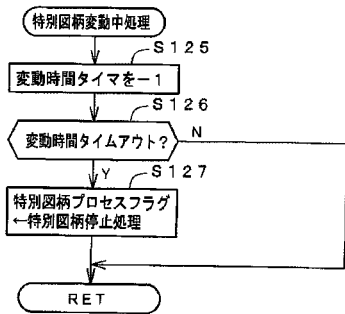 特別図柄変動中処理
S125
変動時間タイマを－1
S126
変動時間タイムアウト?
N
Y
S127
特別図柄プロセスフラグ
←特別図柄停止処理
RET